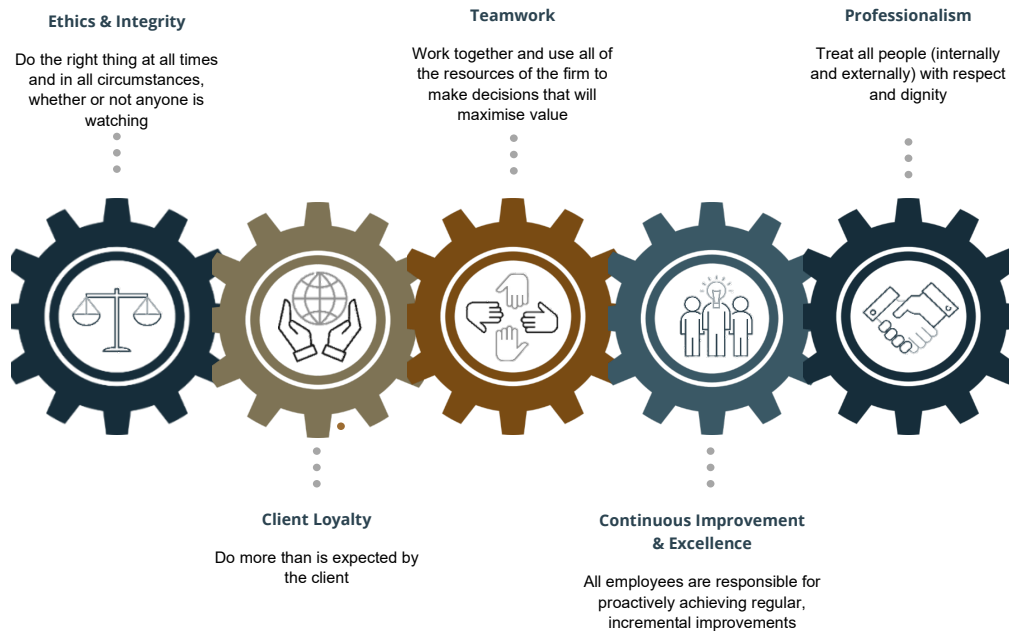 Ethics & Integrity
Do the right thing at all times
and in all circumstances,
whether or not anyone is
watching
Teamwork
Work together and use all of
the resources of the firm to
make decisions that will
maximise value
Professionalism
Treat all people (internally
and externally) with respect
and dignity
Client Loyalty
Do more than is expected by
the client
Continuous Improvement
& Excellence
All employees are responsible for
proactively achieving regular,
incremental improvements